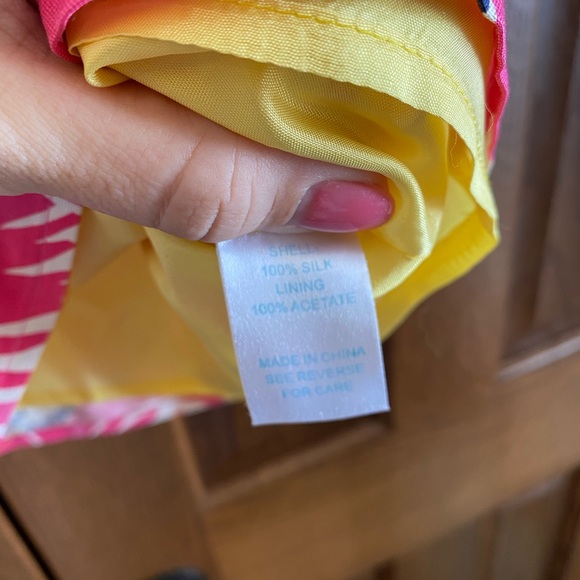 SHELL
100% SILK
LINING
100% ACETATE
MADE IN CHINA
SEE REVERSE
FOR CARE